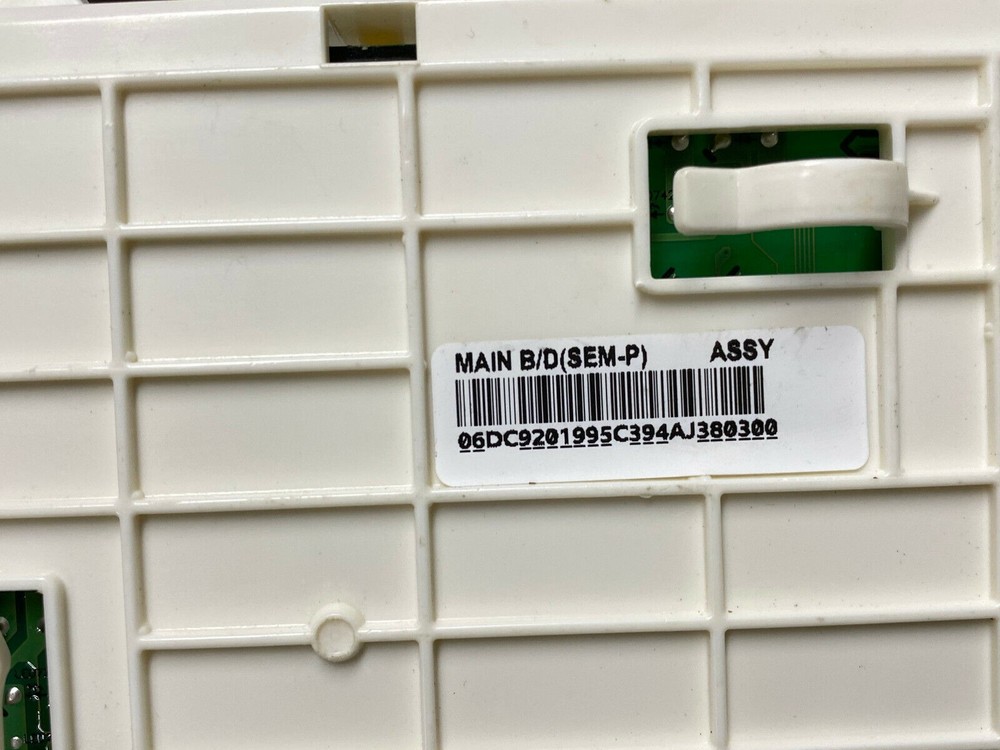 MAIN B/D(SEM-P) ASSY
06DC9201995C394AJ380300